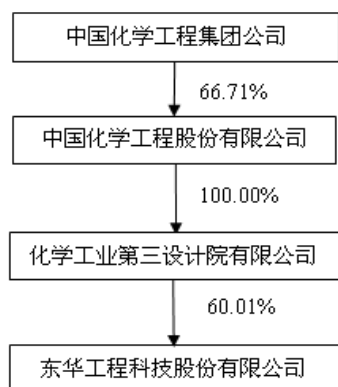 中国化学工程集团公司
66.71%
中国化学工程股份有限公司
100.00%
化学工业第三设计院有限公司
60.01%
东华工程科技股份有限公司